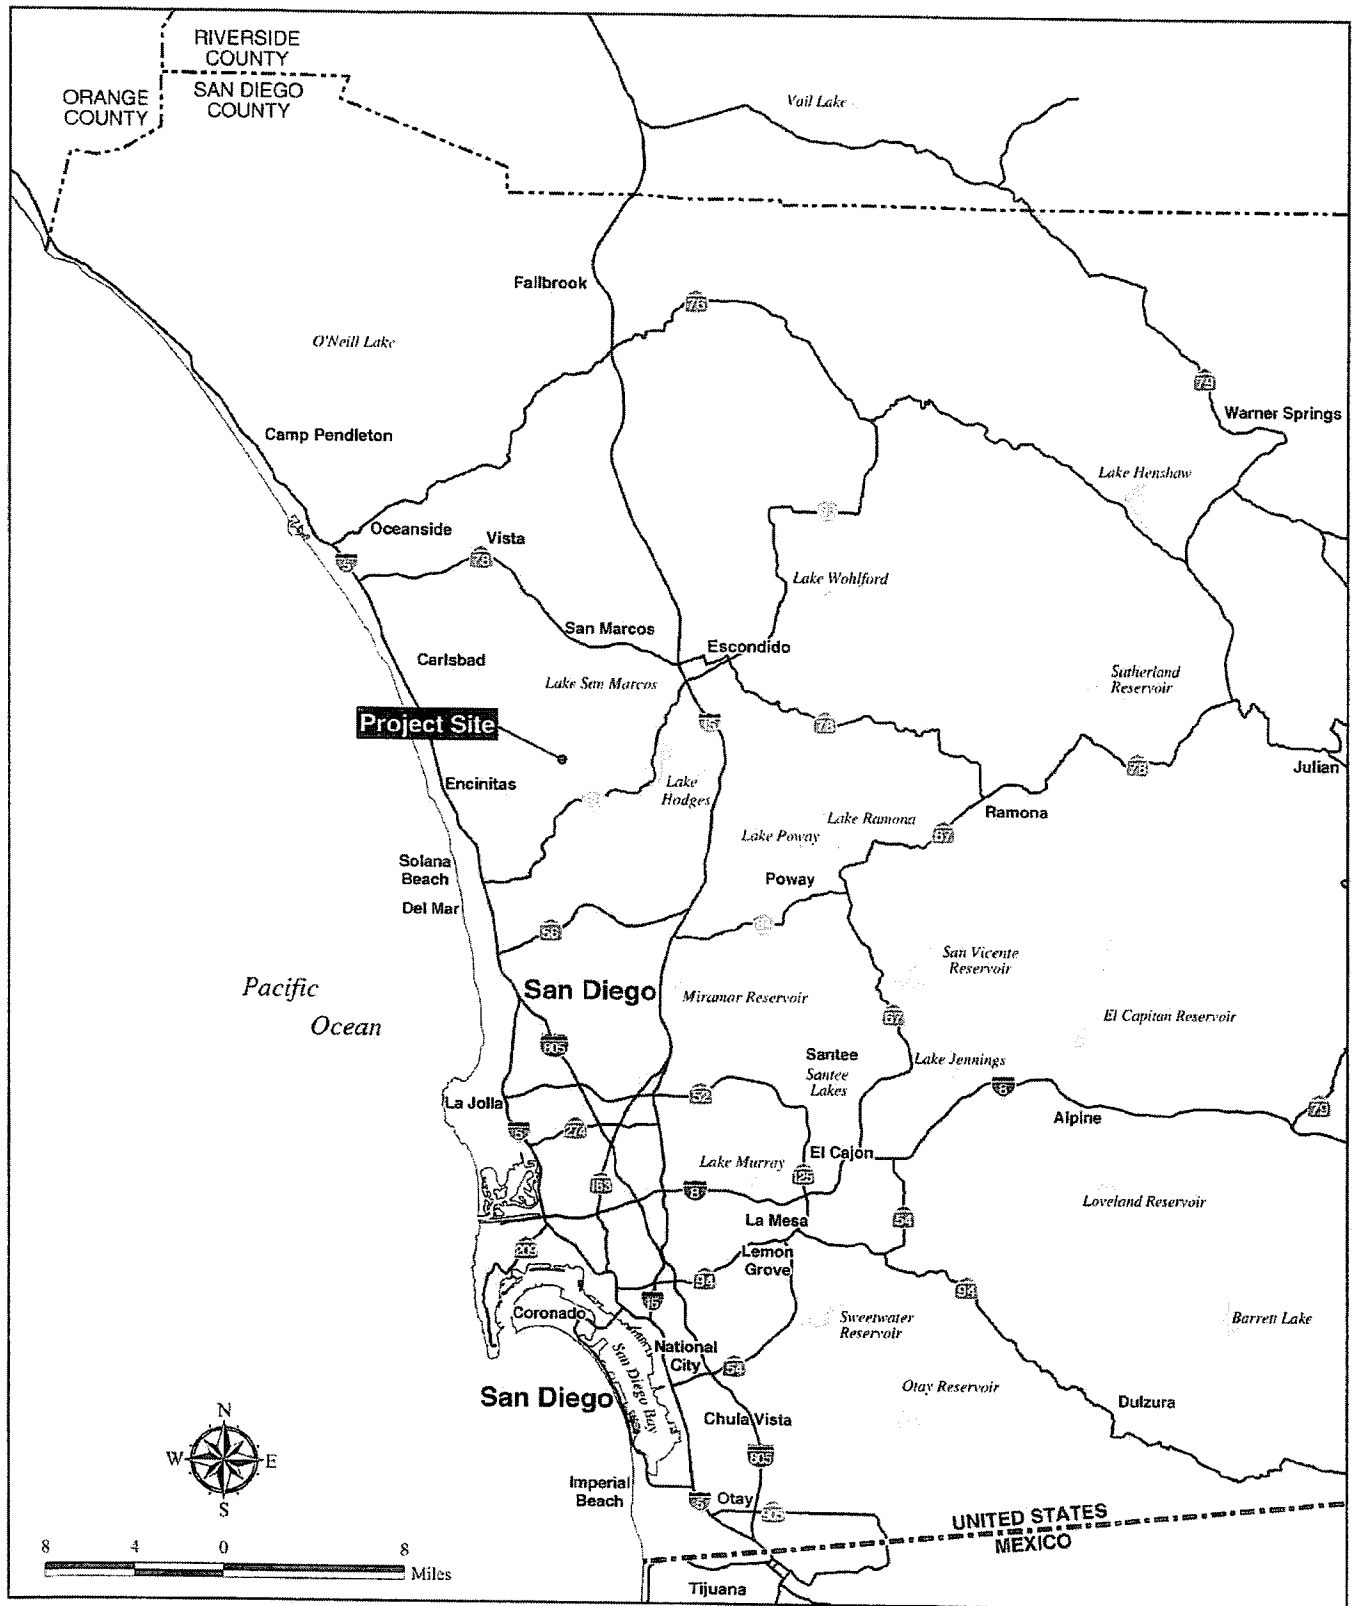 RIVERSIDE
COUNTY
ORANGE
COUNTY
SAN DIEGO
COUNTY
Vail Lake
Fallbrook
76
O'Neill Lake
79
Warner Springs
Camp Pendleton
Lake Henshaw
Oceanside
Vista
5
78
Lake Wohlford
San Marcos
Escondido
Carlsbad
Lake San Marcos
Sutherland
Reservoir
Project Site
15
78
78
Julian
Encinitas
Lake
Hodges
Ramona
Lake Ramona
Lake Poway
67
Solana
Beach
Poway
Del Mar
56
San Vicente
Reservoir
Pacific
Ocean
San Diego
Miramar Reservoir
67
El Capitan Reservoir
805
Santee
Santee
Lakes
Lake Jennings
8
52
La Jolla
79
Alpine
5
274
El Cajon
Lake Murray
125
163
8
Loveland Reservoir
La Mesa
54
209
Lemon
Grove
94
94
15
Coronado
Sweetwater
Reservoir
Barrett Lake
National
City
San Diego Bay
54
San Diego
Otay Reservoir
Dulzura
Chula Vista
N
W
E
S
805
Imperial
Beach
5
Otay
905
UNITED STATES
MEXICO
8
4
0
8
Miles
Tijuana